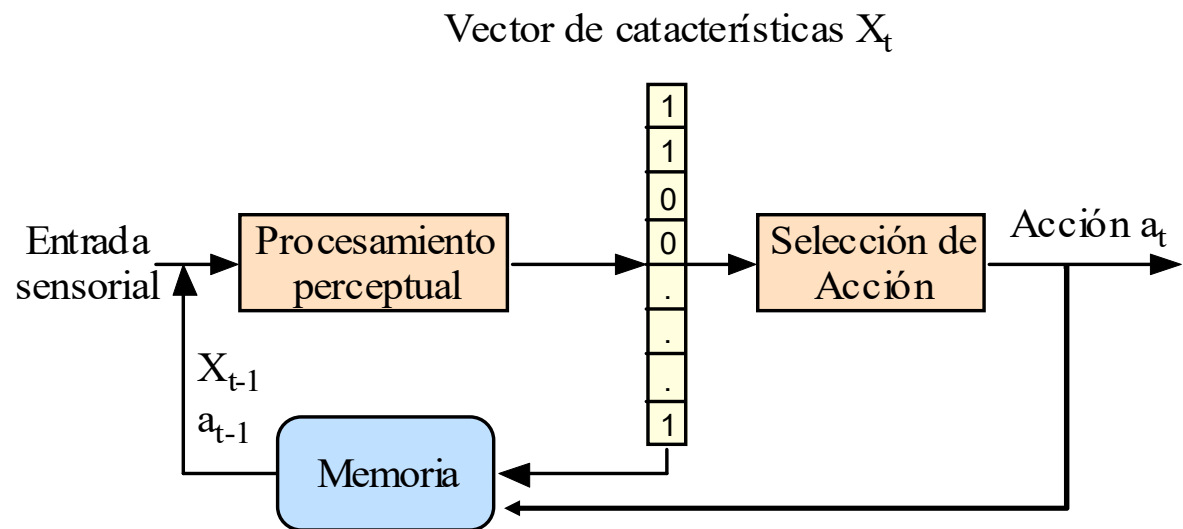 Vector de catacterísticas Xt
1
1
0
0
.
.
.
1
Entrada
sensorial
Procesamiento
perceptual
Selección de
Acción
Acción at
Xt-1
at-1
Memoria